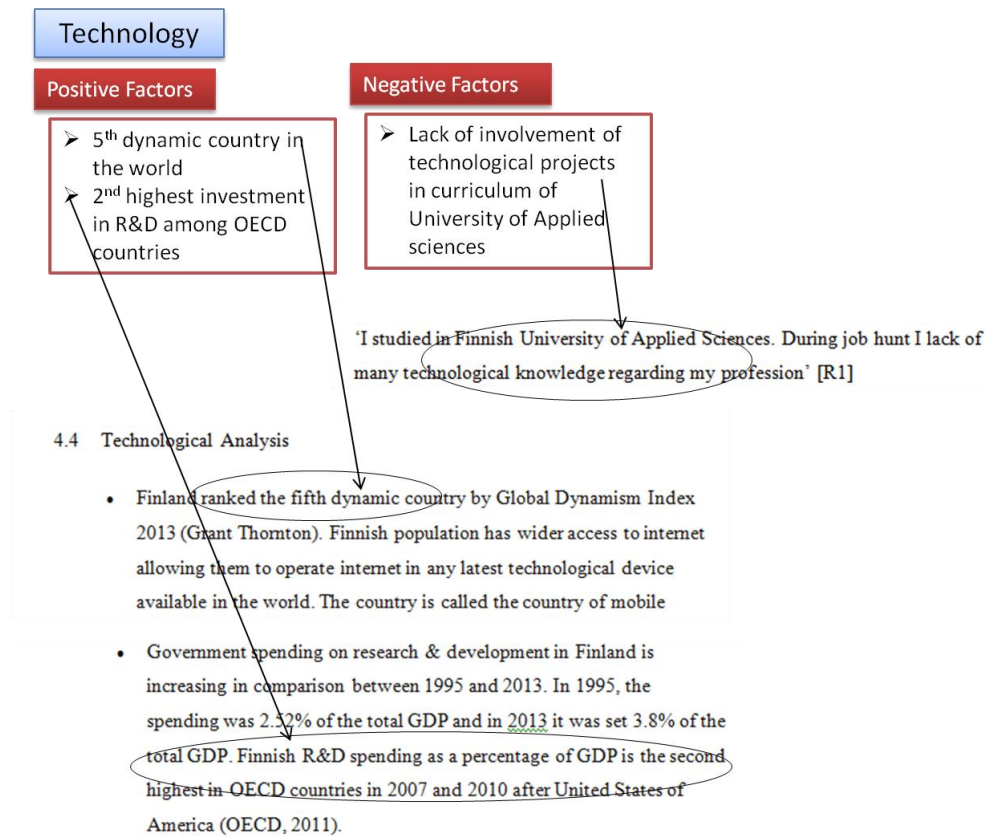 Technology
Positive Factors
5th dynamic country in
the world
2nd highest investment
in R&D among OECD
countries
Negative Factors
Lack of involvement of
technological projects
in curriculum of
University of Applied
sciences
‘I studied in Finnish University of Applied Sciences. During job hunt I lack of
many technological knowledge regarding my profession’ [R1]
4.4 Technological Analysis
• Finland ranked the fifth dynamic country by Global Dynamism Index
2013 (Grant Thornton). Finnish population has wider access to internet
allowing them to operate internet in any latest technological device
available in the world. The country is called the country of mobile
• Government spending on research & development in Finland is
increasing in comparison between 1995 and 2013. In 1995, the
spending was 2.52% of the total GDP and in 2013 it was set 3.8% of the
total GDP. Finnish R&D spending as a percentage of GDP is the second
highest in OECD countries in 2007 and 2010 after United States of
America (OECD, 2011).